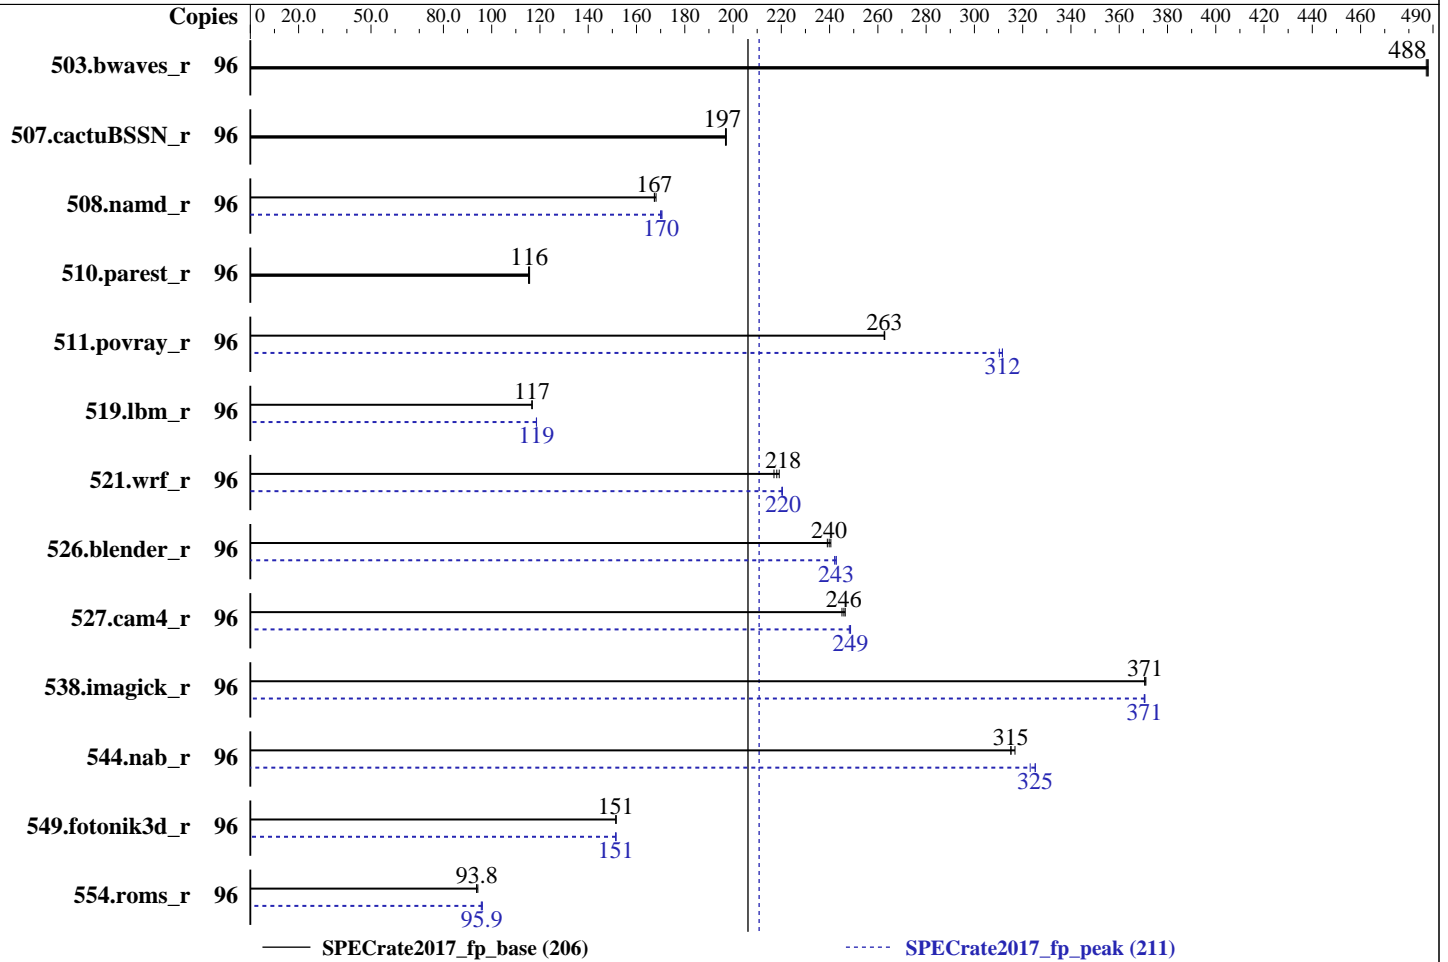 Copies 0 20.0 50.0 80.0 100 120 140 160 180 200 220 240 260 280 300 320 340 360 380 400 420 440 460 490
503.bwaves_r 96 488
507.cactuBSSN_r 96 197
508.namd_r 96 167
170
510.parest_r 96 116
511.povray_r 96 263
312
519.lbm_r 96 117
119
521.wrf_r 96 218
220
526.blender_r 96 240
243
527.cam4_r 96 246
249
538.imagick_r 96 371
371
544.nab_r 96 315
325
549.fotonik3d_r 96 151
151
554.roms_r 96 93.8
95.9
SPECrate2017_fp_base (206) SPECrate2017_fp_peak (211)